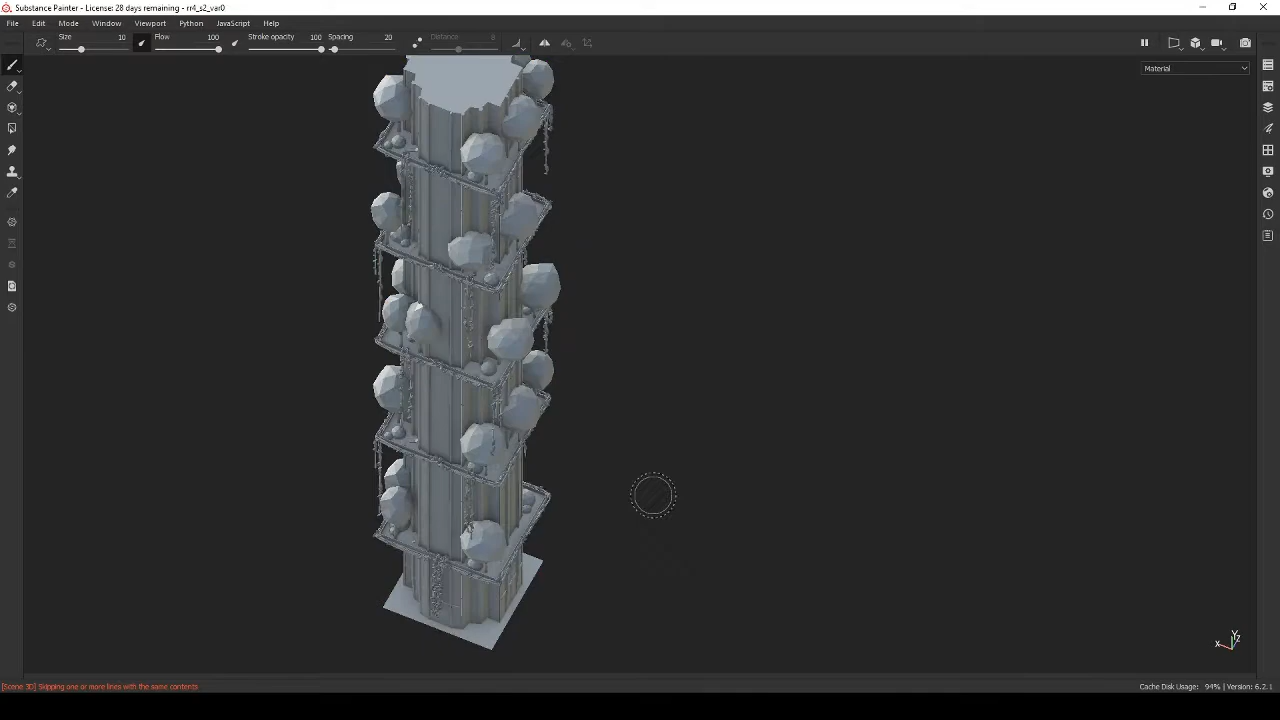 Substance Painter - License: 28 days remaining - rr4_s2_var0
File Edit Mode Window Viewport Python JavaScript Help
Size 10 Flow 100 Stroke opacity 100 Spacing 20 Distance 8
Material
Y
Z
X
[Scene 3D] Skipping one or more lines with the same contents
Cache Disk Usage: 94% | Version: 6.2.1